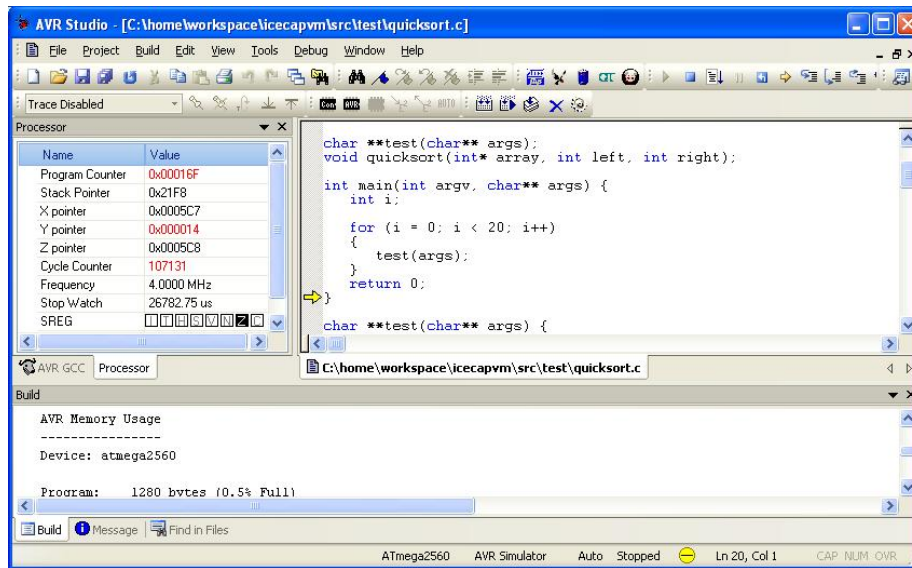 AVR Studio - [C:\home\workspace\icecapvm\src\test\quicksort.c]
File Project Build Edit View Tools Debug Window Help
Trace Disabled
Con AVR AUTO
Processor
Name Value
Program Counter 0x00016F
Stack Pointer 0x21F8
X pointer 0x0005C7
Y pointer 0x000014
Z pointer 0x0005C8
Cycle Counter 107131
Frequency 4.0000 MHz
Stop Watch 26782.75 us
SREG I T H S V N Z C
AVR GCC Processor
char **test(char** args);
void quicksort(int* array, int left, int right);
int main(int argv, char** args) {
int i;
for (i = 0; i < 20; i++)
{
test(args);
}
return 0;
}
char **test(char** args) {
C:\home\workspace\icecapvm\src\test\quicksort.c
Build
AVR Memory Usage
----------------
Device: atmega2560
Program: 1280 bytes (0.5% Full)
Build Message Find in Files
ATmega2560 AVR Simulator Auto Stopped Ln 20, Col 1 CAP NUM OVR